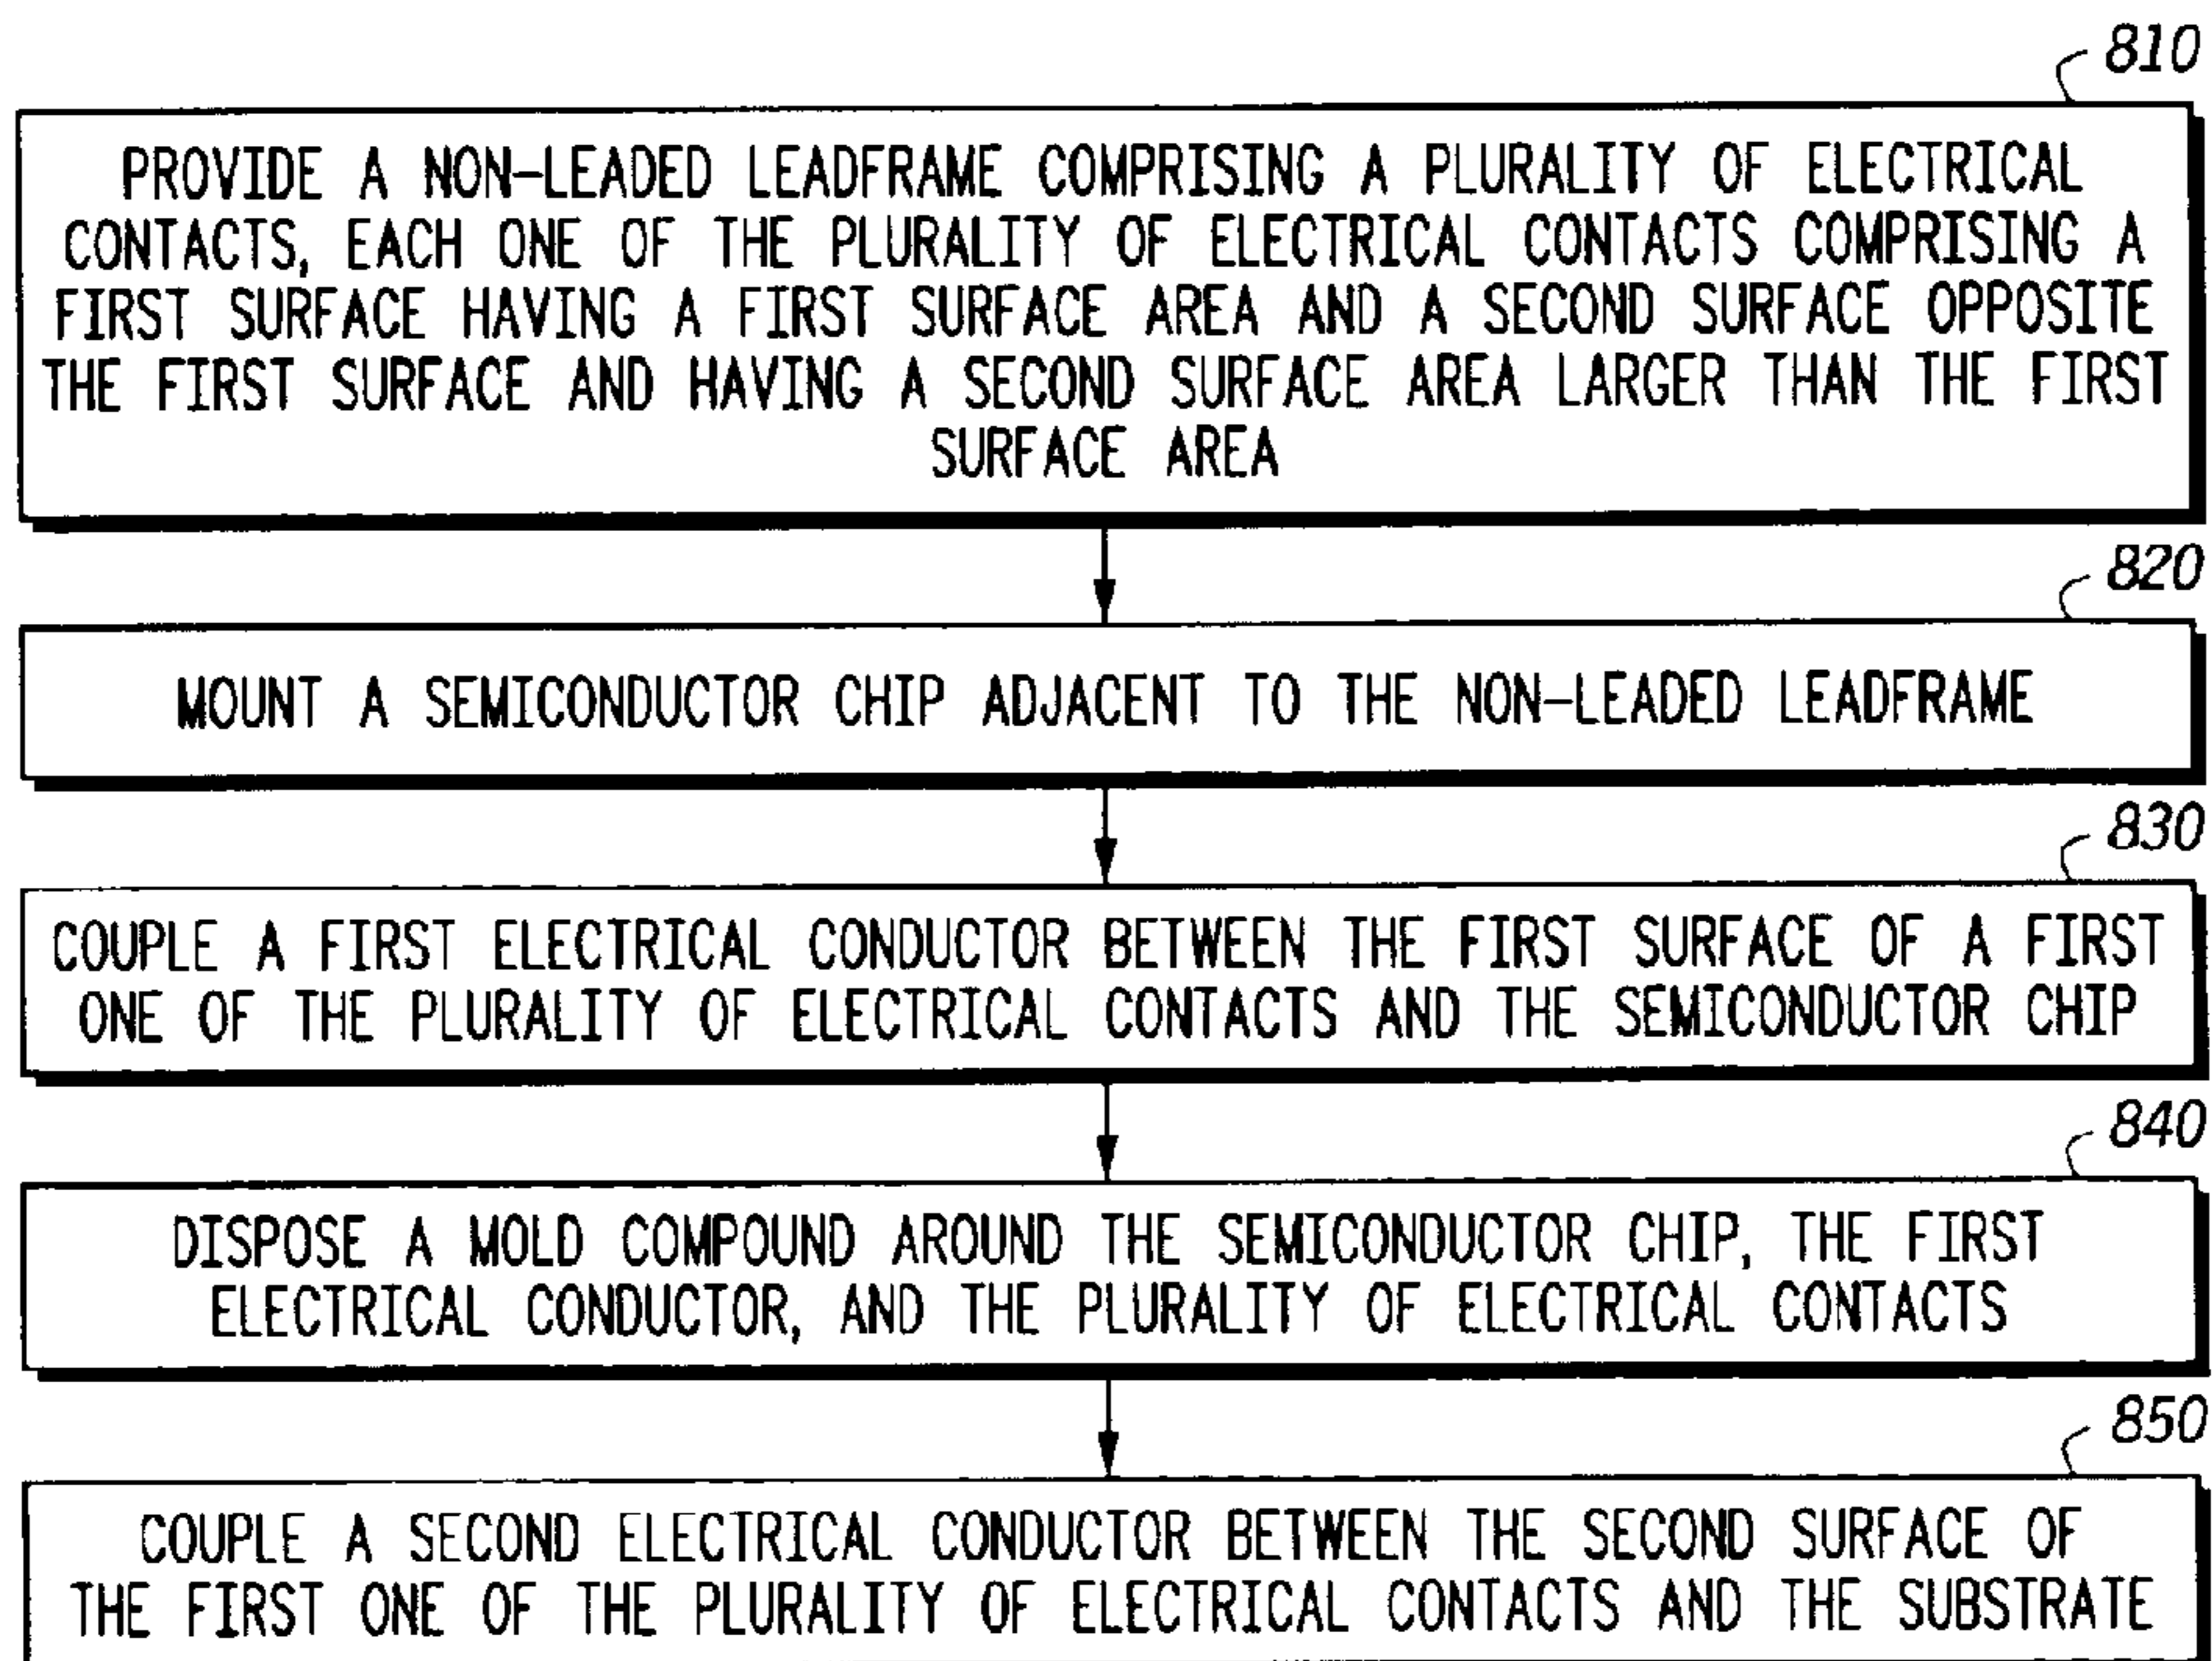 810
PROVIDE A NON-LEADED LEADFRAME COMPRISING A PLURALITY OF ELECTRICAL
CONTACTS, EACH ONE OF THE PLURALITY OF ELECTRICAL CONTACTS COMPRISING A
FIRST SURFACE HAVING A FIRST SURFACE AREA AND A SECOND SURFACE OPPOSITE
THE FIRST SURFACE AND HAVING A SECOND SURFACE AREA LARGER THAN THE FIRST
SURFACE AREA
820
MOUNT A SEMICONDUCTOR CHIP ADJACENT TO THE NON-LEADED LEADFRAME
830
COUPLE A FIRST ELECTRICAL CONDUCTOR BETWEEN THE FIRST SURFACE OF A FIRST
ONE OF THE PLURALITY OF ELECTRICAL CONTACTS AND THE SEMICONDUCTOR CHIP
840
DISPOSE A MOLD COMPOUND AROUND THE SEMICONDUCTOR CHIP, THE FIRST
ELECTRICAL CONDUCTOR, AND THE PLURALITY OF ELECTRICAL CONTACTS
850
COUPLE A SECOND ELECTRICAL CONDUCTOR BETWEEN THE SECOND SURFACE OF
THE FIRST ONE OF THE PLURALITY OF ELECTRICAL CONTACTS AND THE SUBSTRATE